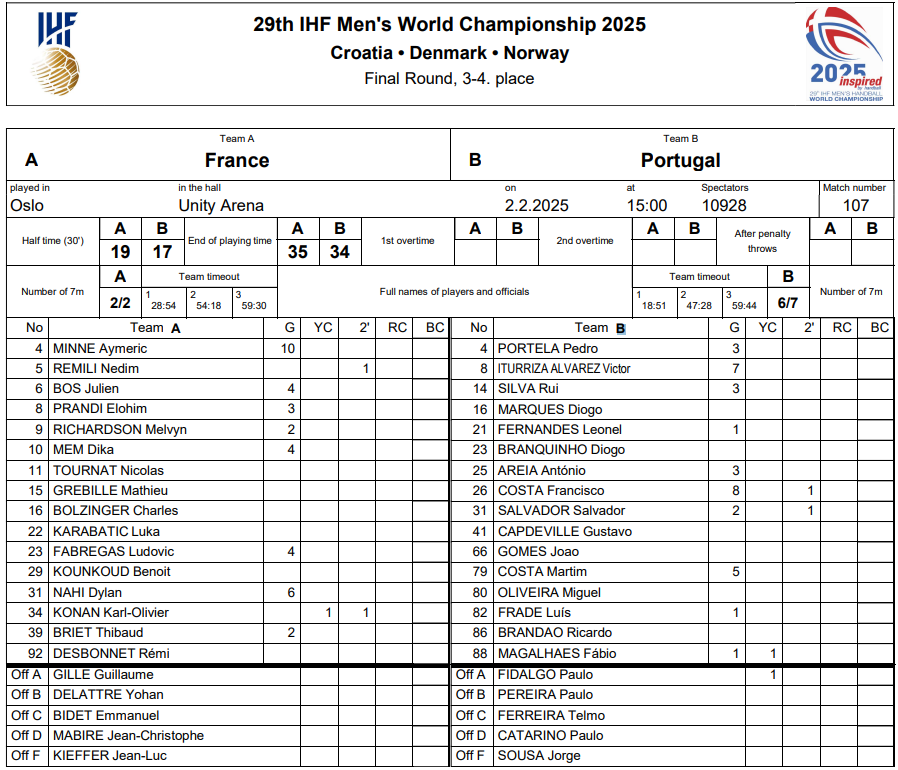 IHF
29th IHF Men's World Championship 2025
Croatia • Denmark • Norway
Final Round, 3-4. place
2025
inspired
by handball
29th IHF MEN'S HANDBALL
WORLD CHAMPIONSHIP
Team A Team B
A France B Portugal
played in in the hall on at Spectators Match number
Oslo Unity Arena 2.2.2025 15:00 10928 107
Half time (30') A B End of playing time A B 1st overtime A B 2nd overtime A B After penalty throws A B
19 17 35 34
Number of 7m A Team timeout Full names of players and officials Team timeout B Number of 7m
2/2 1 28:54 2 54:18 3 59:30 1 18:51 2 47:28 3 59:44 6/7
No Team A G YC 2' RC BC No Team B G YC 2' RC BC
4 MINNE Aymeric 10 4 PORTELA Pedro 3
5 REMILI Nedim 1 8 ITURRIZA ALVAREZ Victor 7
6 BOS Julien 4 14 SILVA Rui 3
8 PRANDI Elohim 3 16 MARQUES Diogo
9 RICHARDSON Melvyn 2 21 FERNANDES Leonel 1
10 MEM Dika 4 23 BRANQUINHO Diogo
11 TOURNAT Nicolas 25 AREIA António 3
15 GREBILLE Mathieu 26 COSTA Francisco 8 1
16 BOLZINGER Charles 31 SALVADOR Salvador 2 1
22 KARABATIC Luka 41 CAPDEVILLE Gustavo
23 FABREGAS Ludovic 4 66 GOMES Joao
29 KOUNKOUD Benoit 79 COSTA Martim 5
31 NAHI Dylan 6 80 OLIVEIRA Miguel
34 KONAN Karl-Olivier 1 1 82 FRADE Luís 1
39 BRIET Thibaud 2 86 BRANDAO Ricardo
92 DESBONNET Rémi 88 MAGALHAES Fábio 1 1
Off A GILLE Guillaume Off A FIDALGO Paulo 1
Off B DELATTRE Yohan Off B PEREIRA Paulo
Off C BIDET Emmanuel Off C FERREIRA Telmo
Off D MABIRE Jean-Christophe Off D CATARINO Paulo
Off F KIEFFER Jean-Luc Off F SOUSA Jorge